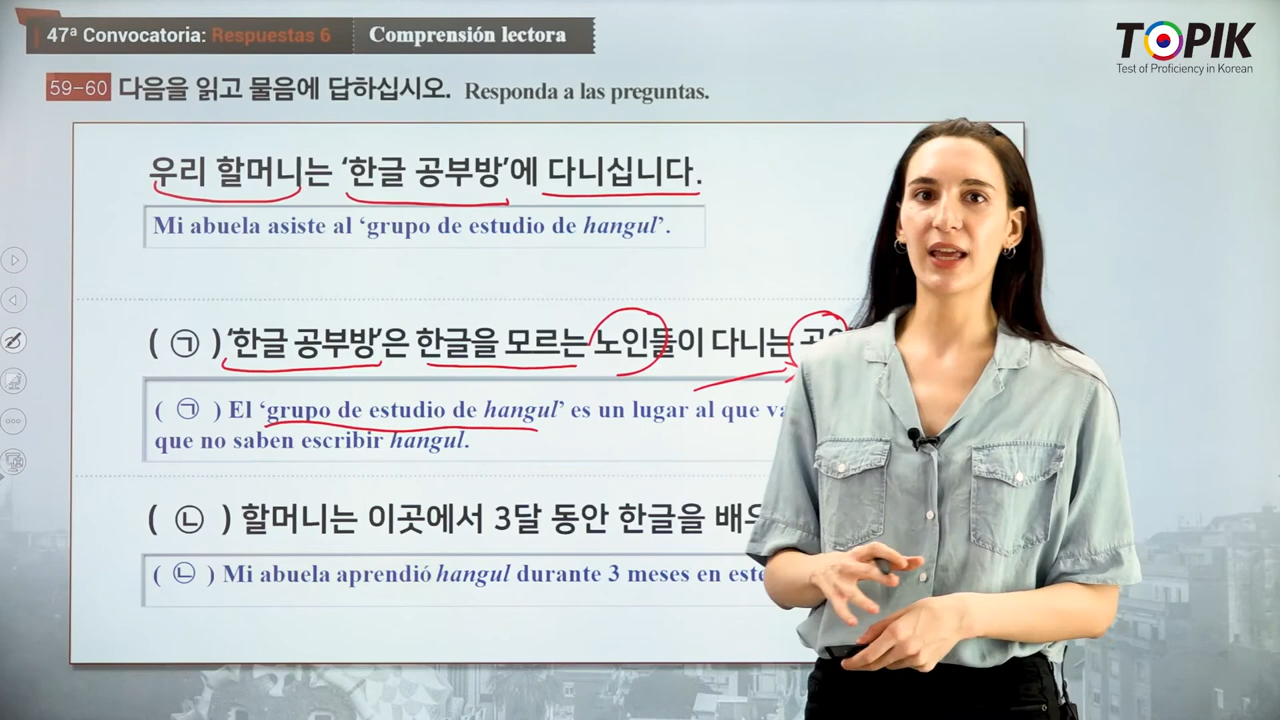 47ª Convocatoria: Respuestas 6 Comprensión lectora
TOPIK
Test of Proficiency in Korean
59-60 다음을 읽고 물음에 답하십시오. Responda a las preguntas.
우리 할머니는 ‘한글 공부방’에 다니십니다.
Mi abuela asiste al ‘grupo de estudio de hangul’.
( ㉠ ) ‘한글 공부방’은 한글을 모르는 노인들이 다니는
( ㉠ ) El ‘grupo de estudio de hangul’ es un lugar al que
que no saben escribir hangul.
( ㉡ ) 할머니는 이곳에서 3달 동안 한글을
( ㉡ ) Mi abuela aprendió hangul durante 3 meses en